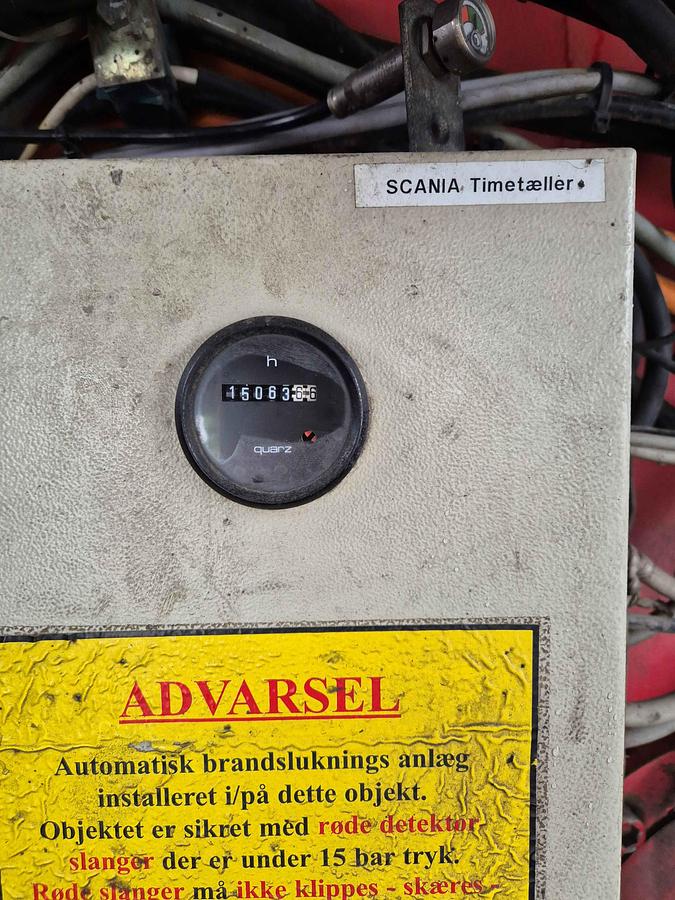 SCANIA Timetæller
h
1506366
quarz
ADVARSEL
Automatisk brandsluknings anlæg
installeret i/på dette objekt.
Objektet er sikret med røde detektor-
slanger der er under 15 bar tryk.
Røde slanger må ikke klippes - skæres -